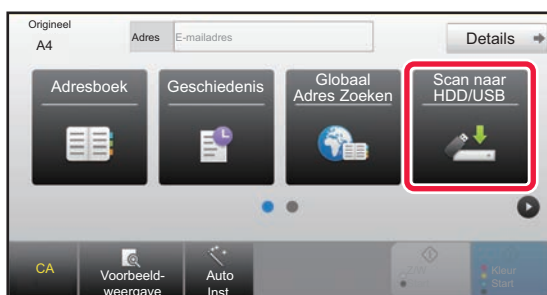 Origineel
A4
Adres
E-mailadres
Details
Adresboek
Geschiedenis
Globaal
Adres Zoeken
Scan naar
HDD/USB
CA
Voorbeeld-
weergave
Auto
Inst.
Z/W
Start
Kleur
Start